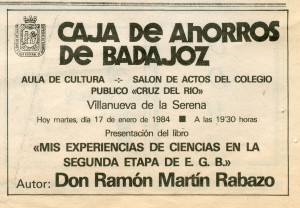 CAJA DE AHORROS
DE BADAJOZ
AULA DE CULTURA -:- SALON DE ACTOS DEL COLEGIO
PUBLICO «CRUZ DEL RIO»
Villanueva de la Serena
Hoy martes, día 17 de enero de 1984 ■ A las 19'30 horas
Presentación del libro
«MIS EXPERIENCIAS DE CIENCIAS EN LA
SEGUNDA ETAPA DE E. G. B.»
Autor: Don Ramón Martín Rabazo